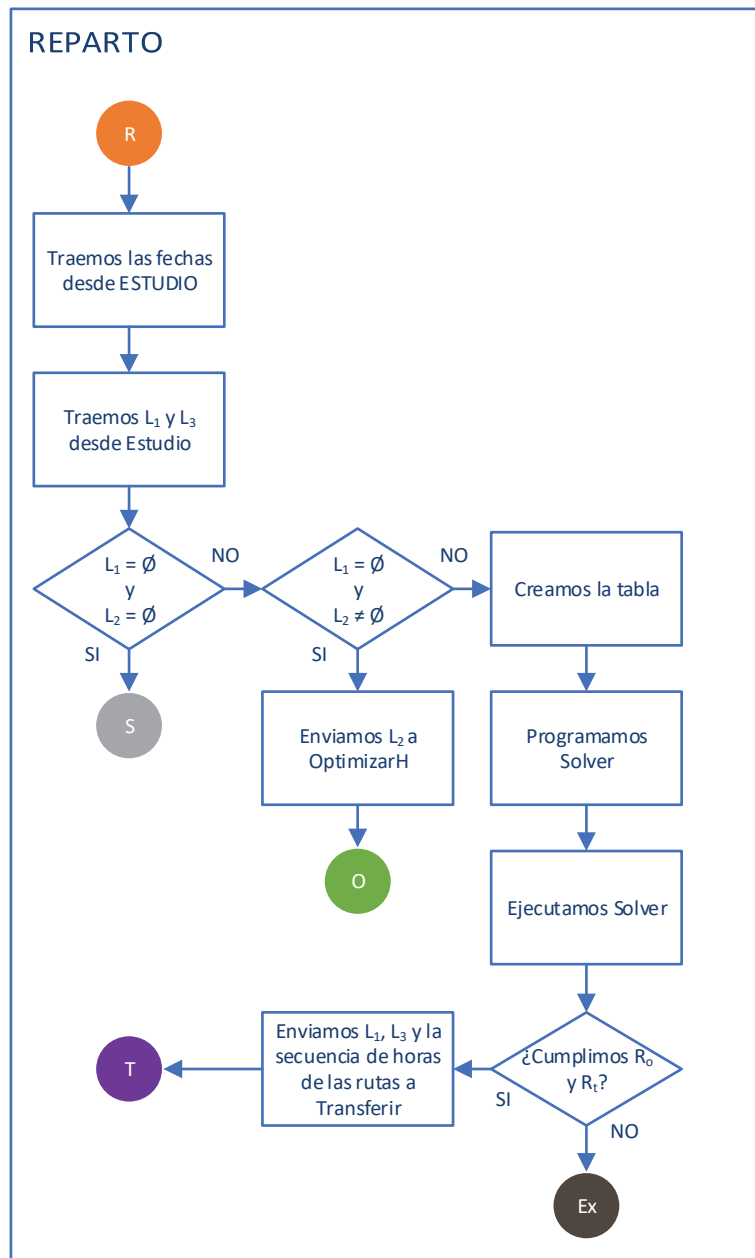 REPARTO
R
Traemos las fechas
desde ESTUDIO
Traemos L₁ y L₃
desde Estudio
L₁ = Ø
y
L₂ = Ø
NO
SI
S
L₁ = Ø
y
L₂ ≠ Ø
NO
SI
Enviamos L₂ a
OptimizarH
O
Creamos la tabla
Programamos
Solver
Ejecutamos Solver
¿Cumplimos Rₒ
y Rₜ?
SI
NO
Enviamos L₁, L₃ y la
secuencia de horas
de las rutas a
Transferir
T
Ex